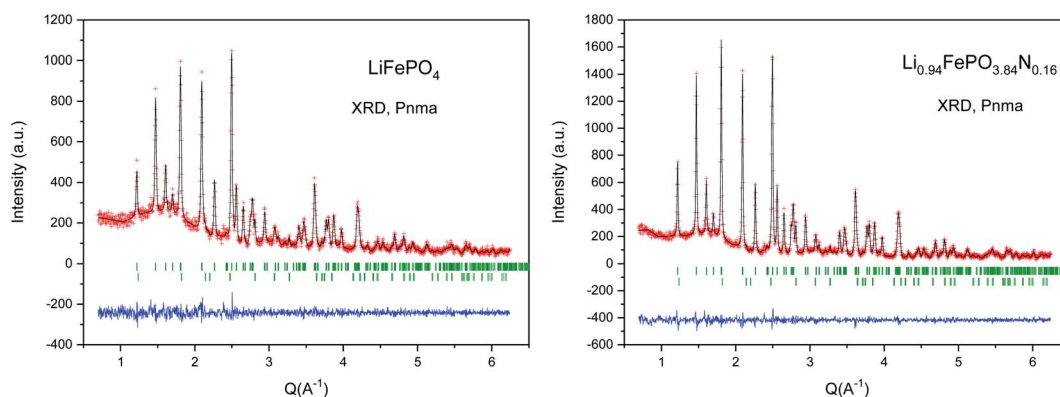 1200
1000
800
600
400
200
0
-200
-400
Intensity (a.u.)
LiFePO₄
XRD, Pnma
1 2 3 4 5 6
Q(A⁻¹)
1800
1600
1400
1200
1000
800
600
400
200
0
-200
-400
-600
Intensity (a.u.)
Li₀.₉₄FePO₃.₈₄N₀.₁₆
XRD, Pnma
1 2 3 4 5 6
Q(A⁻¹)